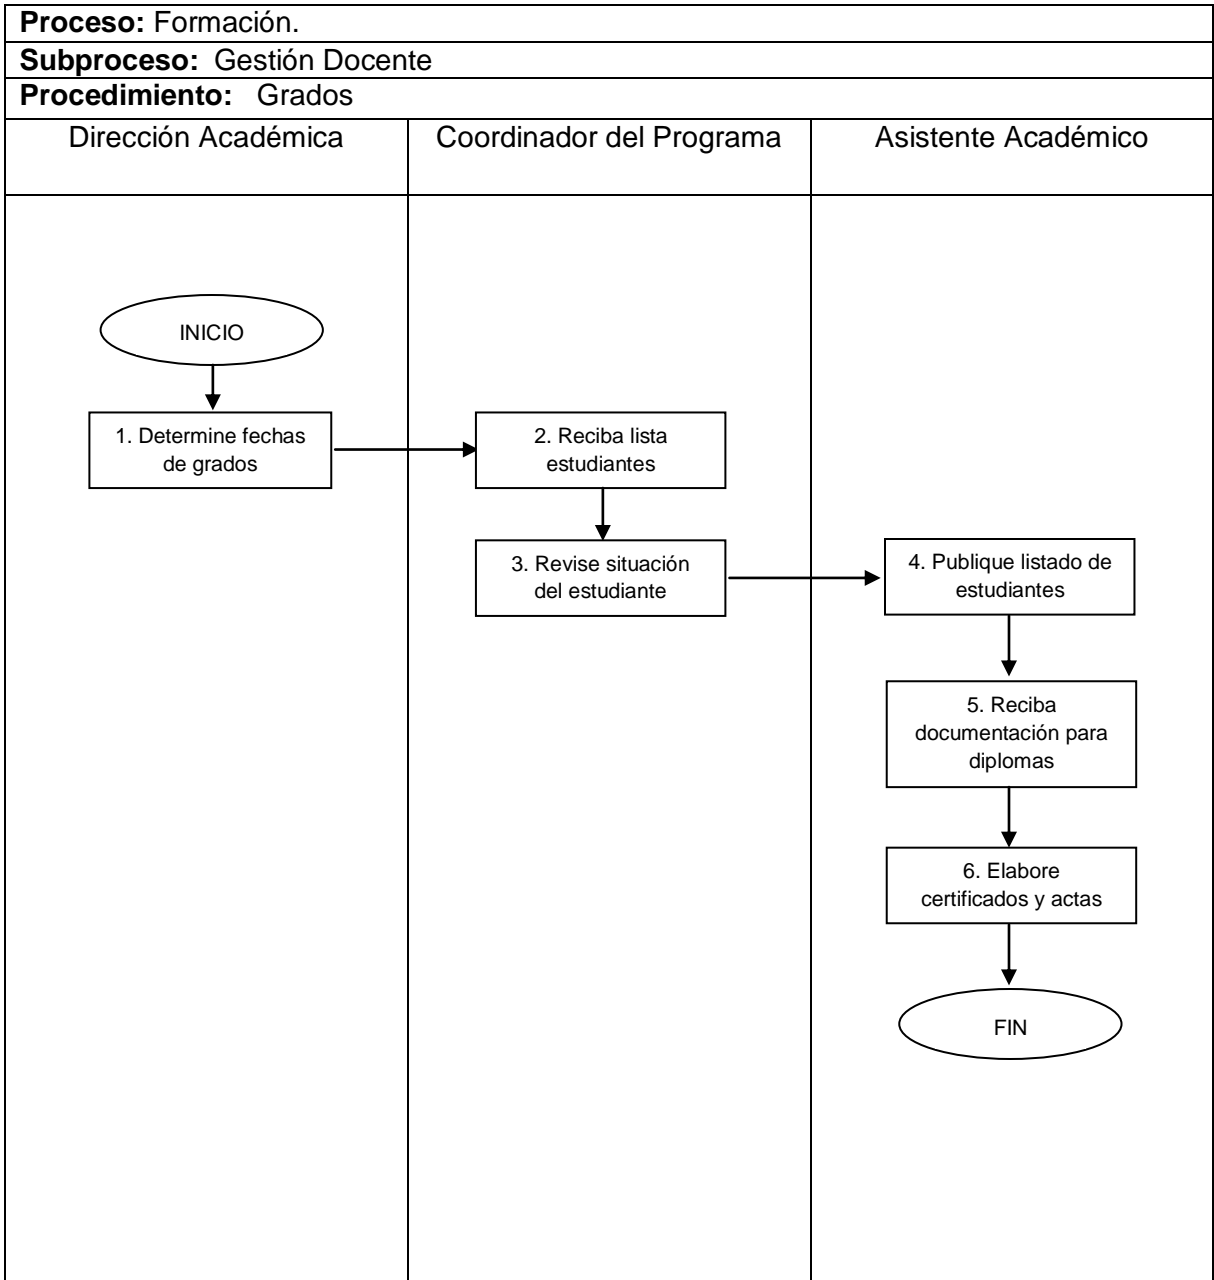 Proceso: Formación.
Subproceso: Gestión Docente
Procedimiento: Grados
Dirección Académica
Coordinador del Programa
Asistente Académico
INICIO
1. Determine fechas
de grados
2. Reciba lista
estudiantes
3. Revise situación
del estudiante
4. Publique listado de
estudiantes
5. Reciba
documentación para
diplomas
6. Elabore
certificados y actas
FIN